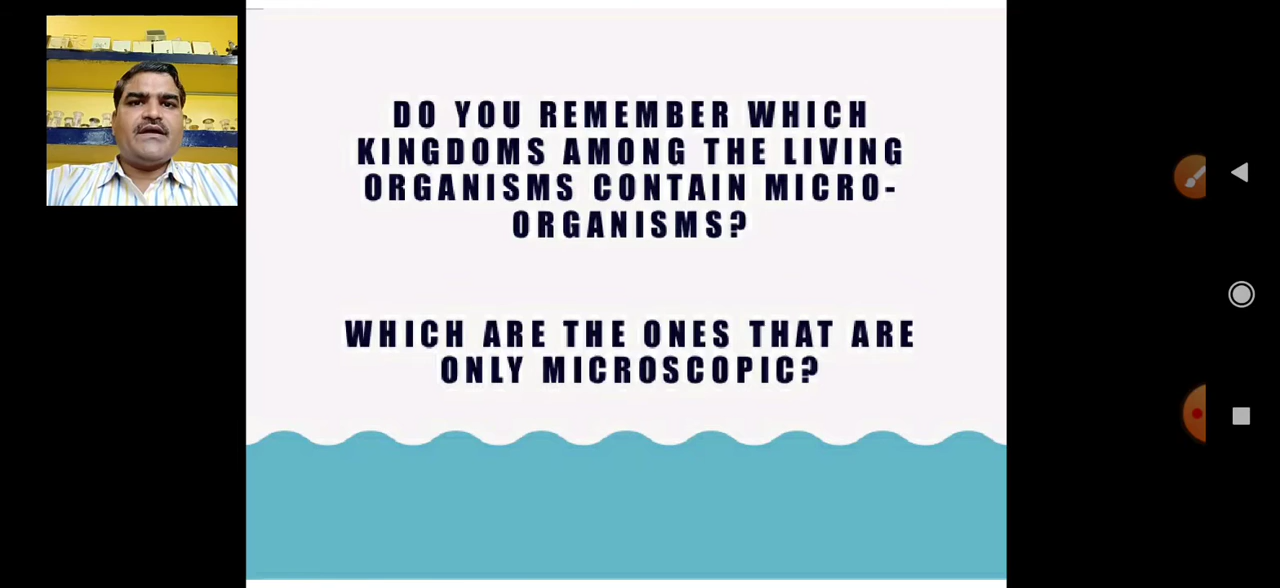 DO YOU REMEMBER WHICH
KINGDOMS AMONG THE LIVING
ORGANISMS CONTAIN MICRO-
ORGANISMS?
WHICH ARE THE ONES THAT ARE
ONLY MICROSCOPIC?